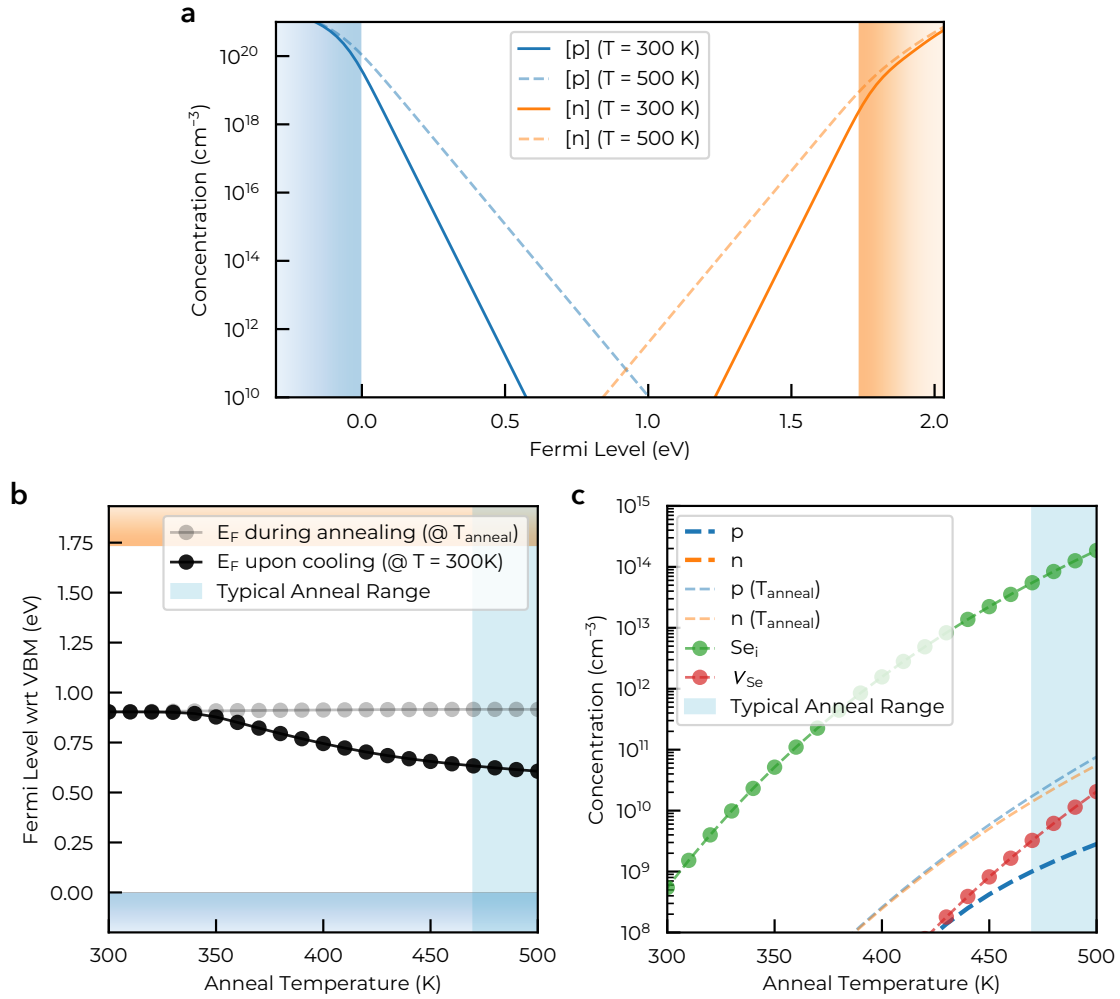 a
10^20
10^18
10^16
10^14
10^12
10^10
Concentration (cm⁻³)
[p] (T = 300 K)
[p] (T = 500 K)
[n] (T = 300 K)
[n] (T = 500 K)
0.0 0.5 1.0 1.5 2.0
Fermi Level (eV)
b
1.75
1.50
1.25
1.00
0.75
0.50
0.25
0.00
Fermi Level wrt VBM (eV)
E_F during annealing (@ T_anneal)
E_F upon cooling (@ T = 300K)
Typical Anneal Range
300 350 400 450 500
Anneal Temperature (K)
c
10^15
10^14
10^13
10^12
10^11
10^10
10^9
10^8
Concentration (cm⁻³)
p
n
p (T_anneal)
n (T_anneal)
Se_i
V_Se
Typical Anneal Range
300 350 400 450 500
Anneal Temperature (K)